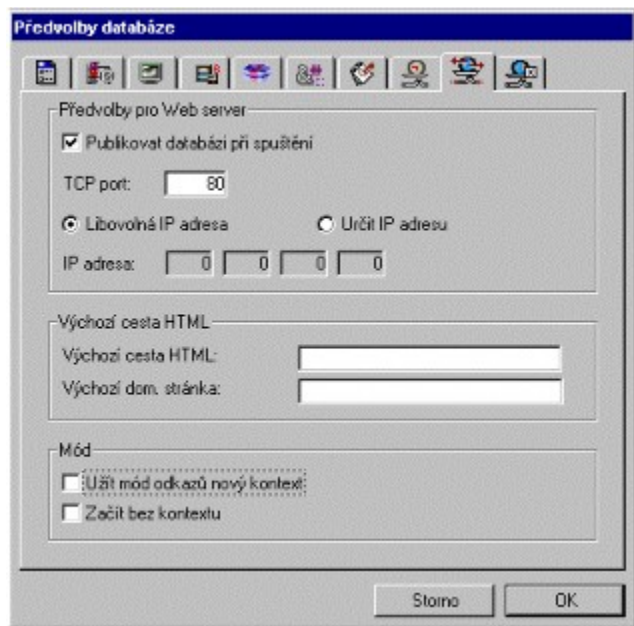 Předvolby databáze
Předvolby pro Web server
Publikovat databázi při spuštění
TCP port: 80
Libovolná IP adresa Určit IP adresu
IP adresa: 0 0 0 0
Výchozí cesta HTML
Výchozí cesta HTML:
Výchozí dom. stránka:
Mód
Užít mód odkazů nový kontext
Začít bez kontextu
Storno OK